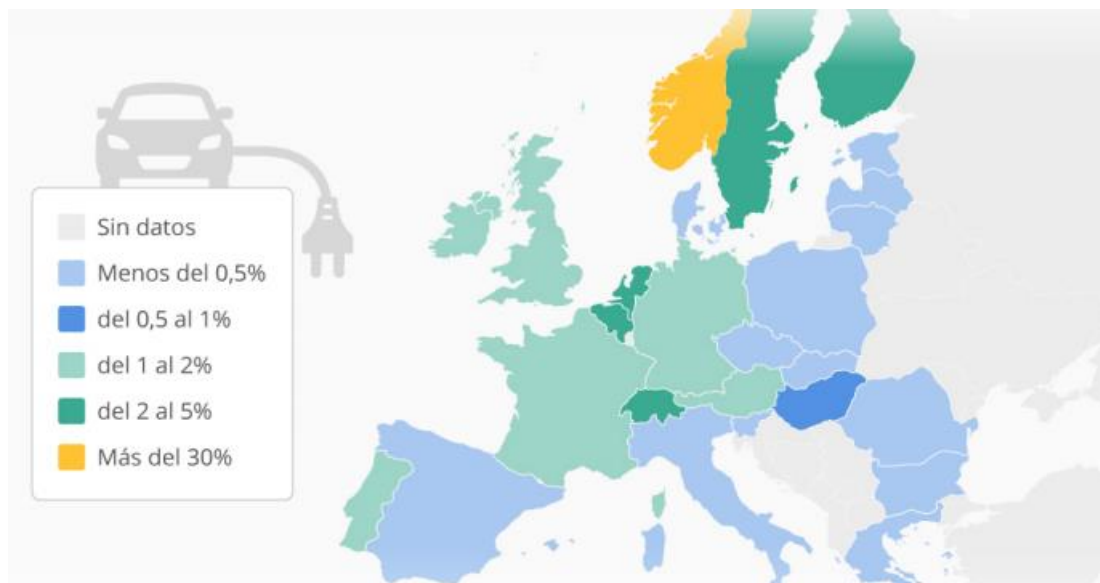 Sin datos
Menos del 0,5%
del 0,5 al 1%
del 1 al 2%
del 2 al 5%
Más del 30%